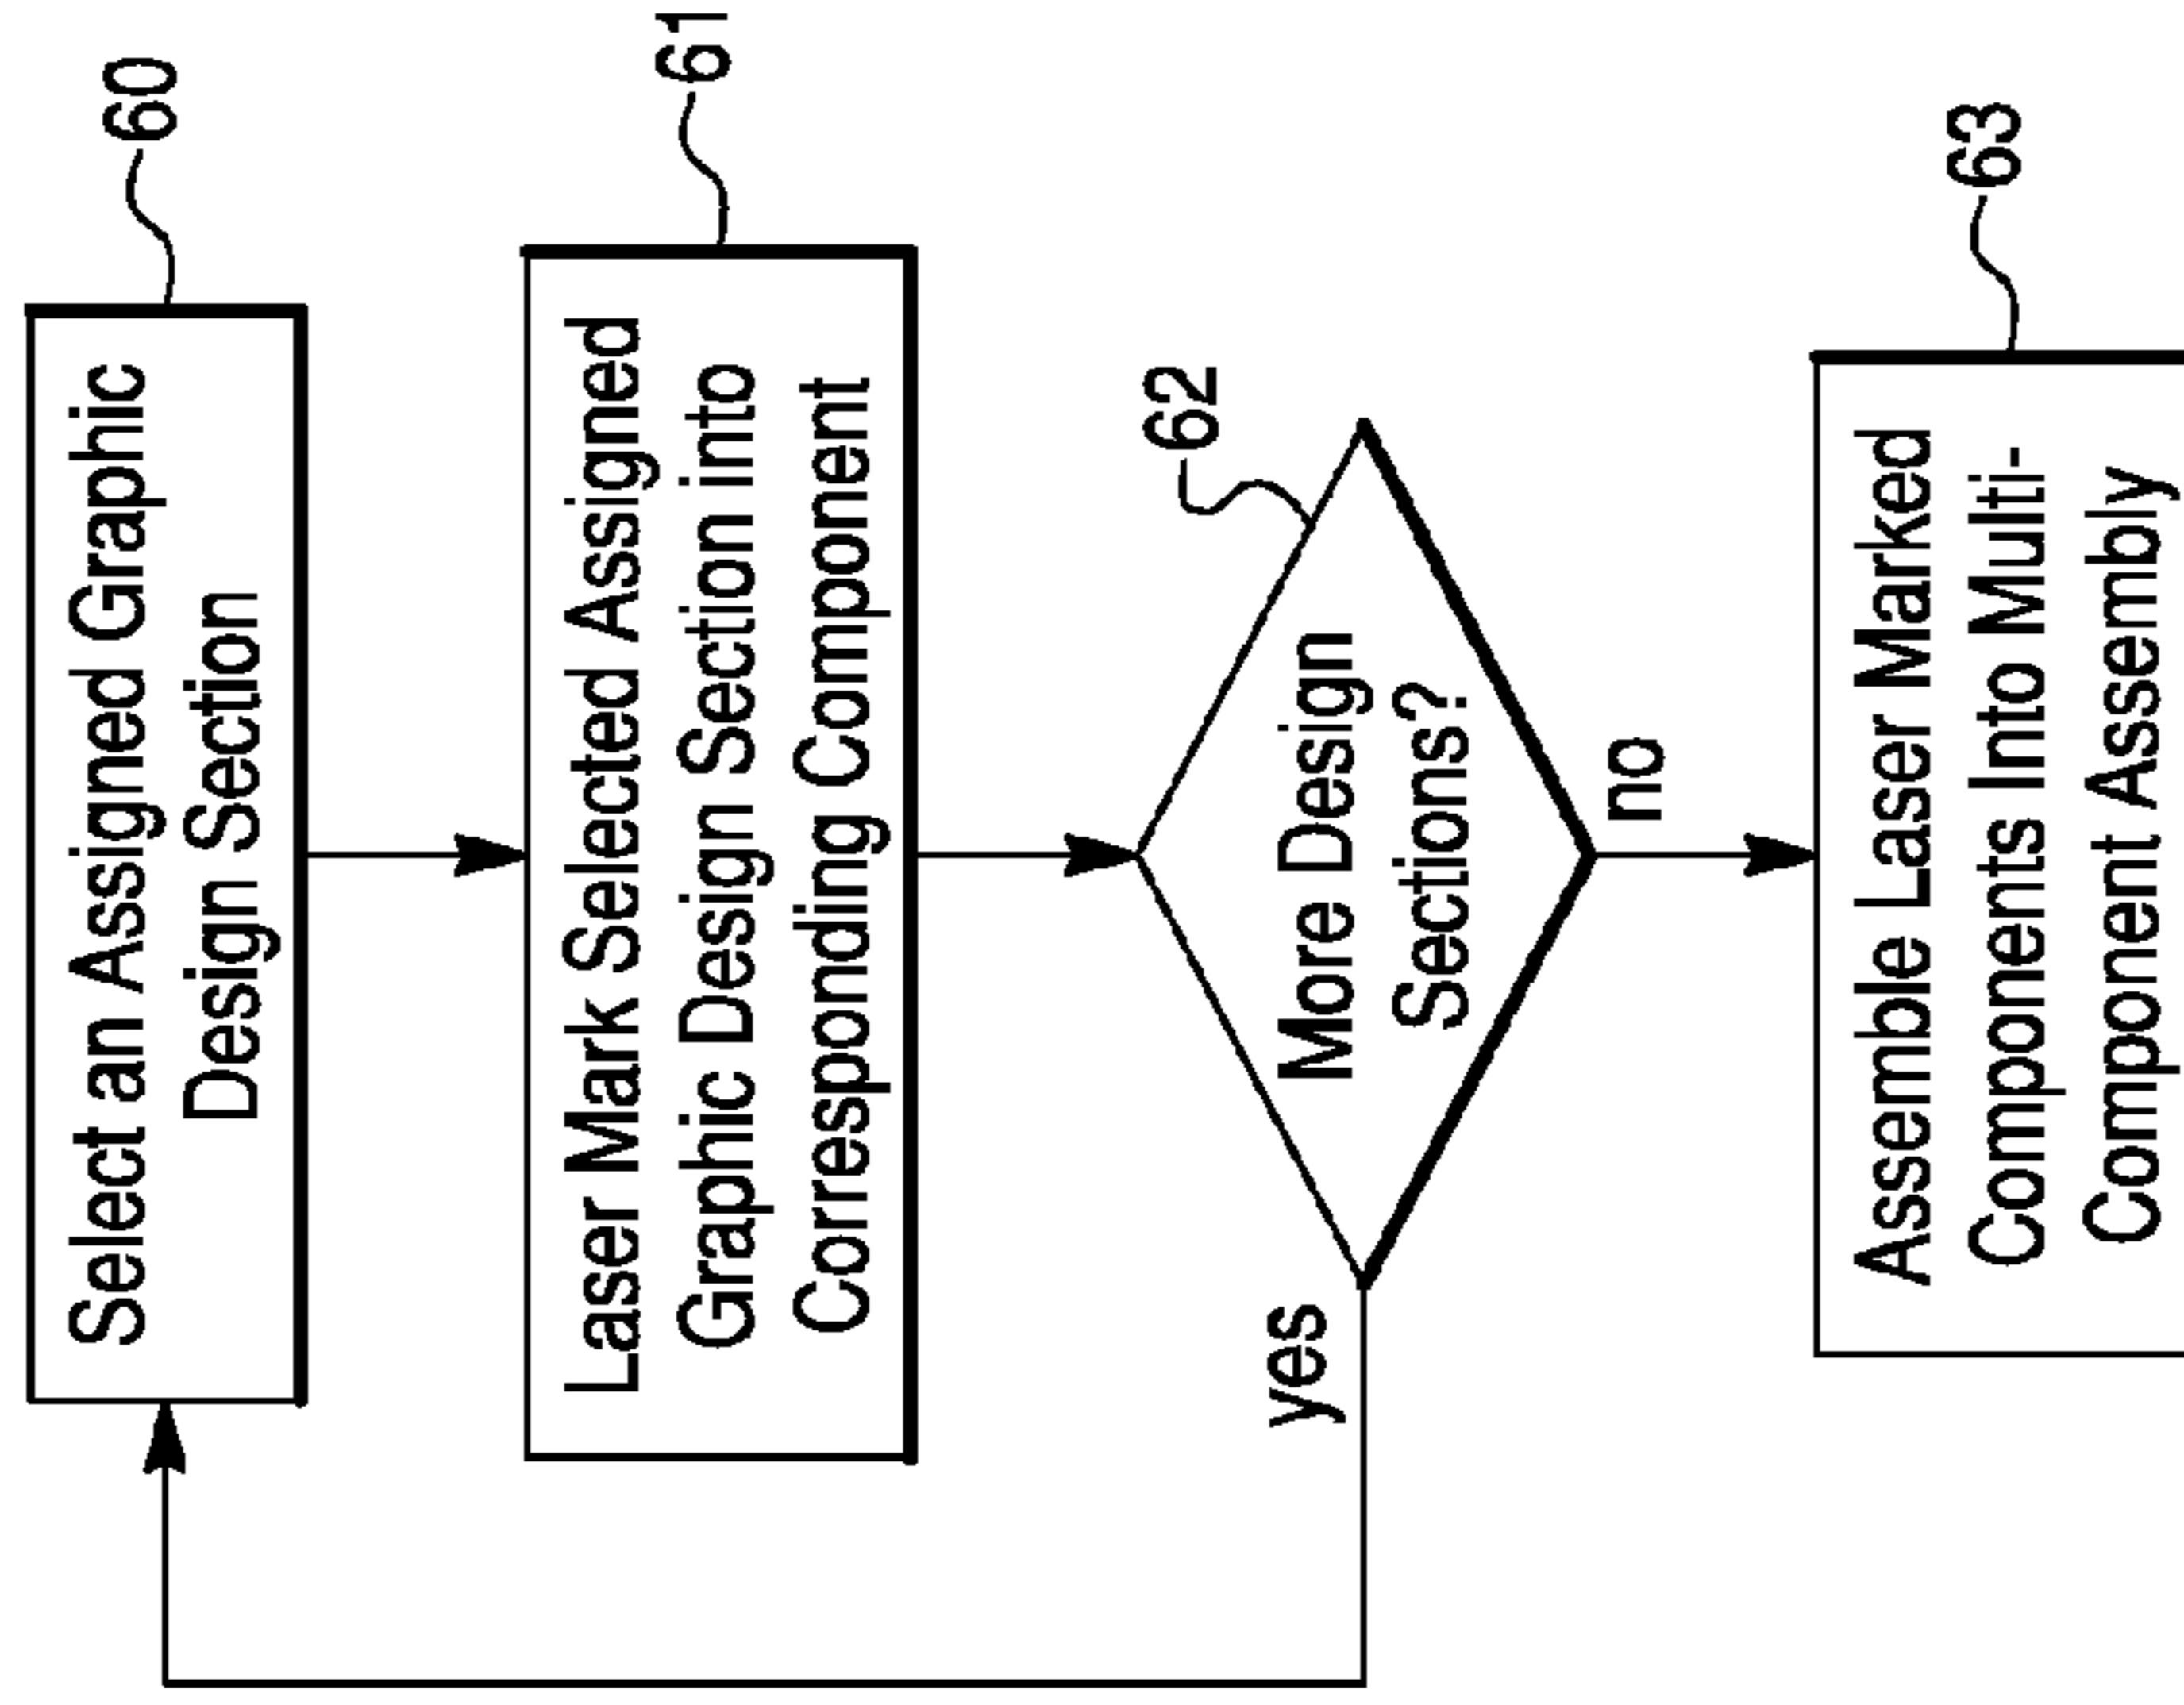 60
Select an Assigned Graphic
Design Section
61
Laser Mark Selected Assigned
Graphic Design Section into
Corresponding Component
62
More Design
Sections?
yes
no
63
Assemble Laser Marked
Components Into Multi-
Component Assembly